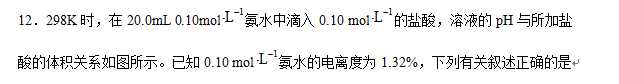 12．298K 时，在 20.0mL 0.10mol·L⁻¹氨水中滴入 0.10 mol·L⁻¹的盐酸，溶液的 pH 与所加盐
酸的体积关系如图所示。已知 0.10 mol·L⁻¹氨水的电离度为 1.32%，下列有关叙述正确的是↵